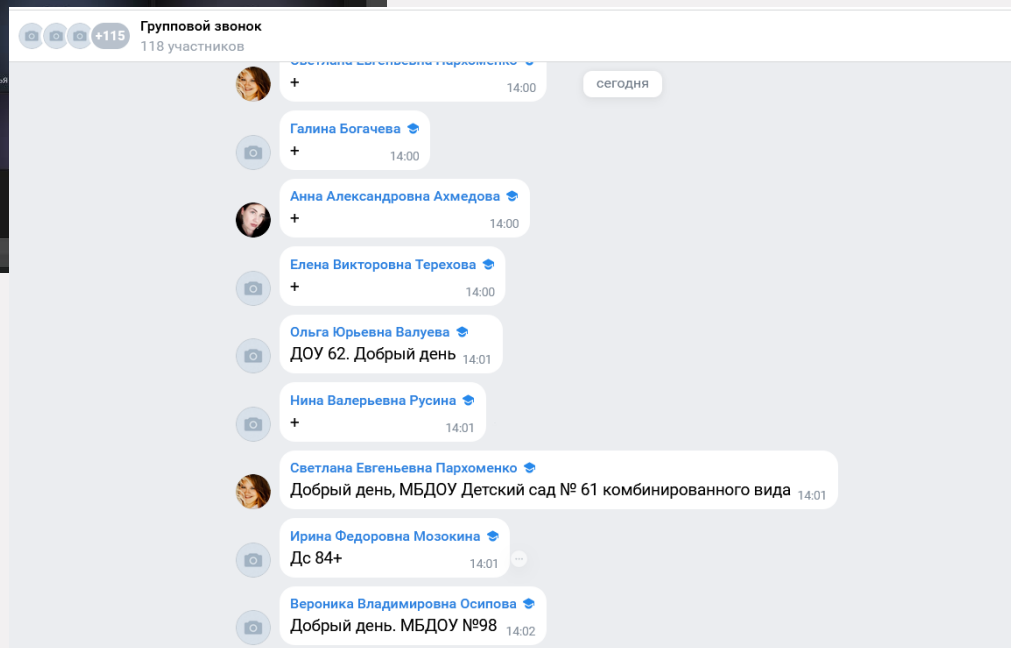 +115
Групповой звонок
118 участников
Светлана Евгеньевна Пархоменко
+ 14:00
сегодня
Галина Богачева
+ 14:00
Анна Александровна Ахмедова
+ 14:00
Елена Викторовна Терехова
+ 14:00
Ольга Юрьевна Валуева
ДОУ 62. Добрый день 14:01
Нина Валерьевна Русина
+ 14:01
Светлана Евгеньевна Пархоменко
Добрый день, МБДОУ Детский сад № 61 комбинированного вида 14:01
Ирина Федоровна Мозокина
Дс 84+ 14:01
Вероника Владимировна Осипова
Добрый день. МБДОУ №98 14:02